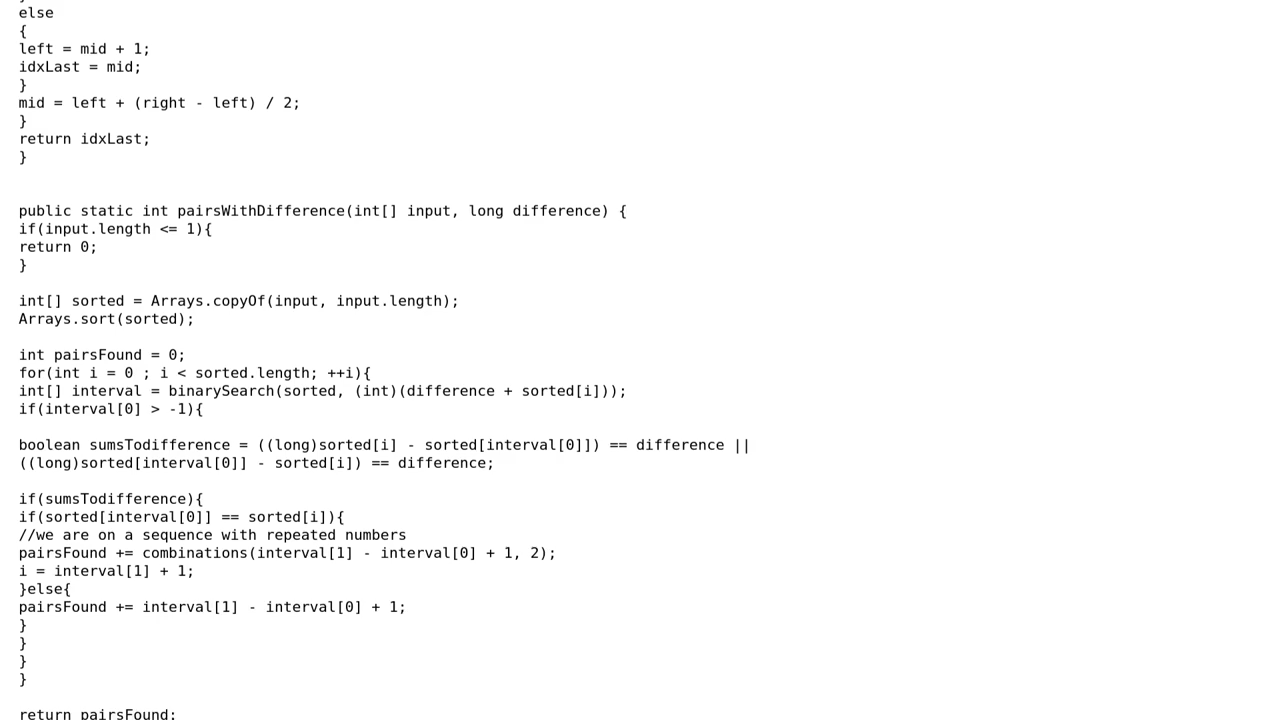 else
{
left = mid + 1;
idxLast = mid;
}
mid = left + (right - left) / 2;
}
return idxLast;
}
public static int pairsWithDifference(int[] input, long difference) {
if(input.length <= 1){
return 0;
}
int[] sorted = Arrays.copyOf(input, input.length);
Arrays.sort(sorted);
int pairsFound = 0;
for(int i = 0 ; i < sorted.length; ++i){
int[] interval = binarySearch(sorted, (int)(difference + sorted[i]));
if(interval[0] > -1){
boolean sumsTodifference = ((long)sorted[i] - sorted[interval[0]]) == difference ||
((long)sorted[interval[0]] - sorted[i]) == difference;
if(sumsTodifference){
if(sorted[interval[0]] == sorted[i]){
//we are on a sequence with repeated numbers
pairsFound += combinations(interval[1] - interval[0] + 1, 2);
i = interval[1] + 1;
}else{
pairsFound += interval[1] - interval[0] + 1;
}
}
}
}
return pairsFound;